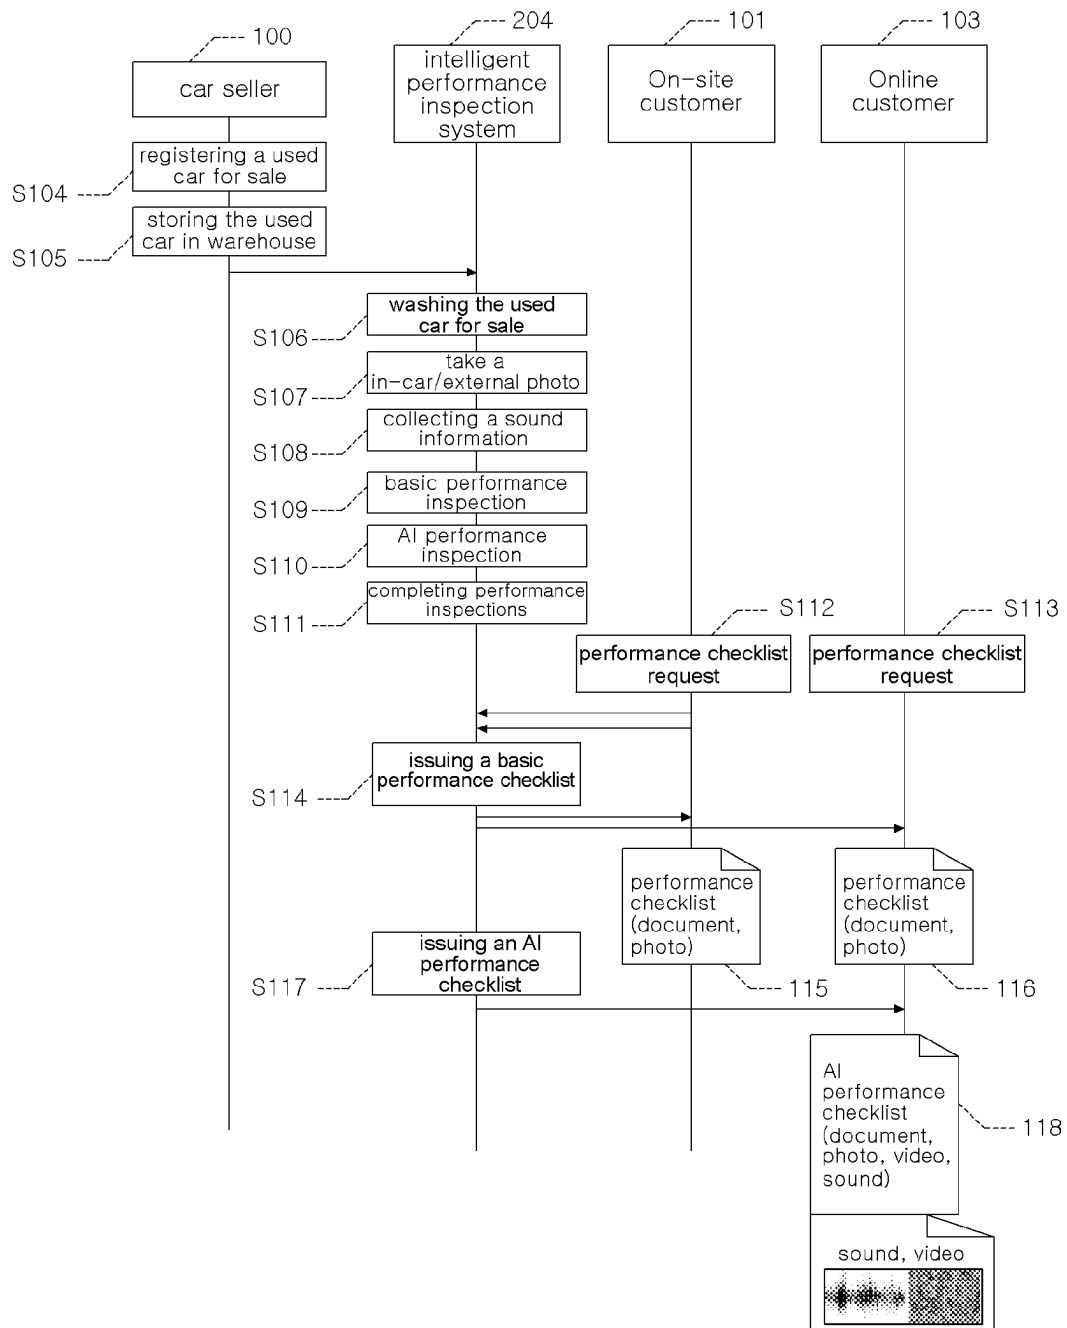 100
204
101
103
car seller
intelligent
performance
inspection
system
On-site
customer
Online
customer
registering a used
car for sale
S104
storing the used
car in warehouse
S105
washing the used
car for sale
S106
take a
in-car/external photo
S107
collecting a sound
information
S108
basic performance
inspection
S109
AI performance
inspection
S110
completing performance
inspections
S111
S112
S113
performance checklist
request
performance checklist
request
issuing a basic
performance checklist
S114
performance
checklist
(document,
photo)
performance
checklist
(document,
photo)
issuing an AI
performance
checklist
S117
115
116
AI
performance
checklist
(document,
photo, video,
sound)
118
sound, video